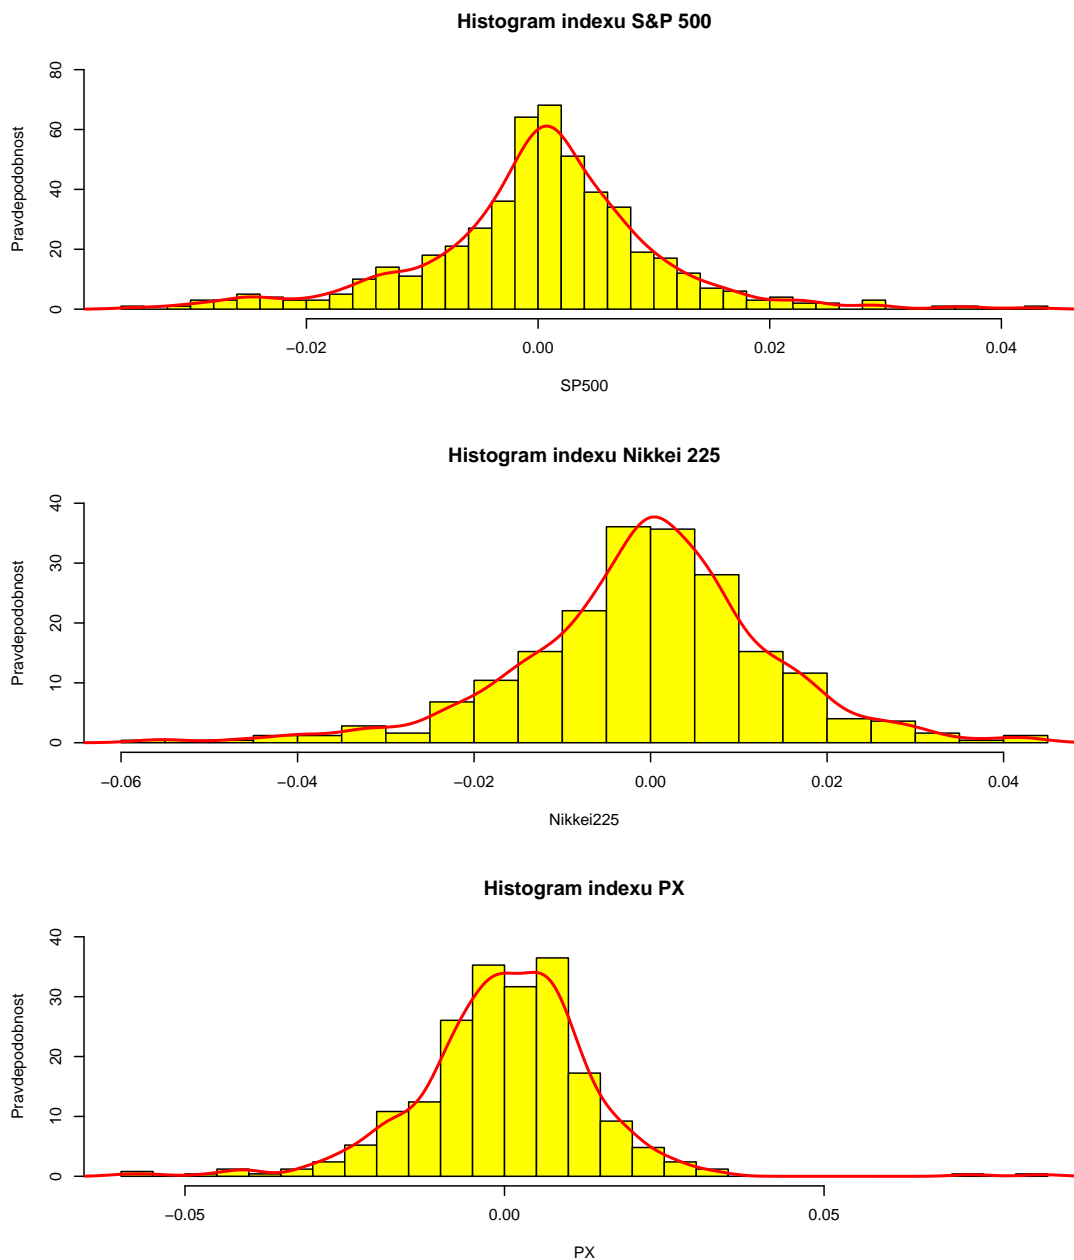 Histogram indexu S&P 500
80
60
40
20
0
Pravdepodobnost
−0.02 0.00 0.02 0.04
SP500
Histogram indexu Nikkei 225
40
30
20
10
0
Pravdepodobnost
−0.06 −0.04 −0.02 0.00 0.02 0.04
Nikkei225
Histogram indexu PX
40
30
20
10
0
Pravdepodobnost
−0.05 0.00 0.05
PX